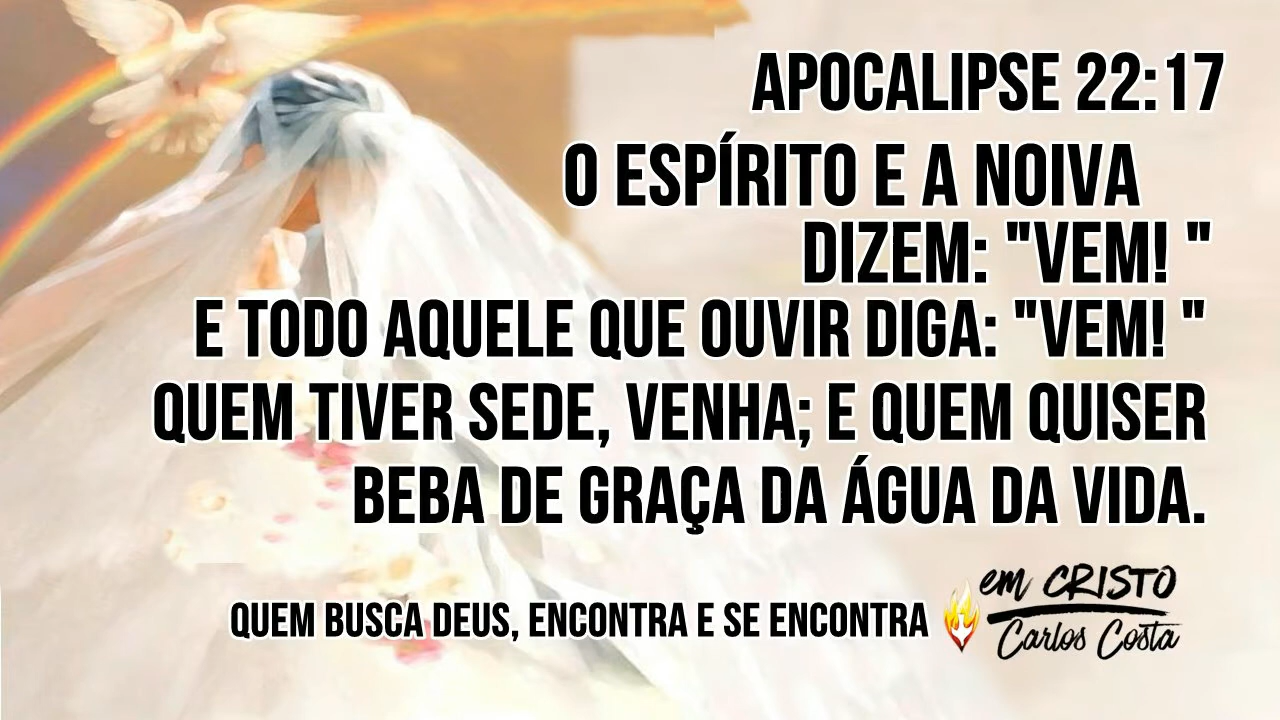 APOCALIPSE 22:17
O ESPÍRITO E A NOIVA
DIZEM: "VEM! "
E TODO AQUELE QUE OUVIR DIGA: "VEM! "
QUEM TIVER SEDE, VENHA; E QUEM QUISER
BEBA DE GRAÇA DA ÁGUA DA VIDA.
QUEM BUSCA DEUS, ENCONTRA E SE ENCONTRA
em CRISTO
Carlos Costa